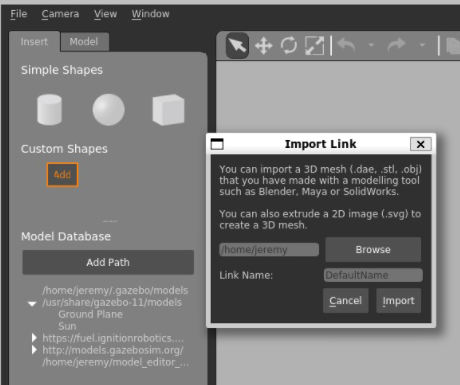 File Camera View Window
Insert Model
Simple Shapes
Custom Shapes
Add
Model Database
Add Path
/home/jeremy/.gazebo/models
/usr/share/gazebo-11/models
Ground Plane
Sun
https://fuel.ignitionrobotics....
http://models.gazebosim.org/
/home/jeremy/model_editor_...
Import Link
You can import a 3D mesh (.dae, .stl, .obj)
that you have made with a modelling tool
such as Blender, Maya or SolidWorks.
You can also extrude a 2D image (.svg) to
create a 3D mesh.
/home/jeremy Browse
Link Name: DefaultName
Cancel Import